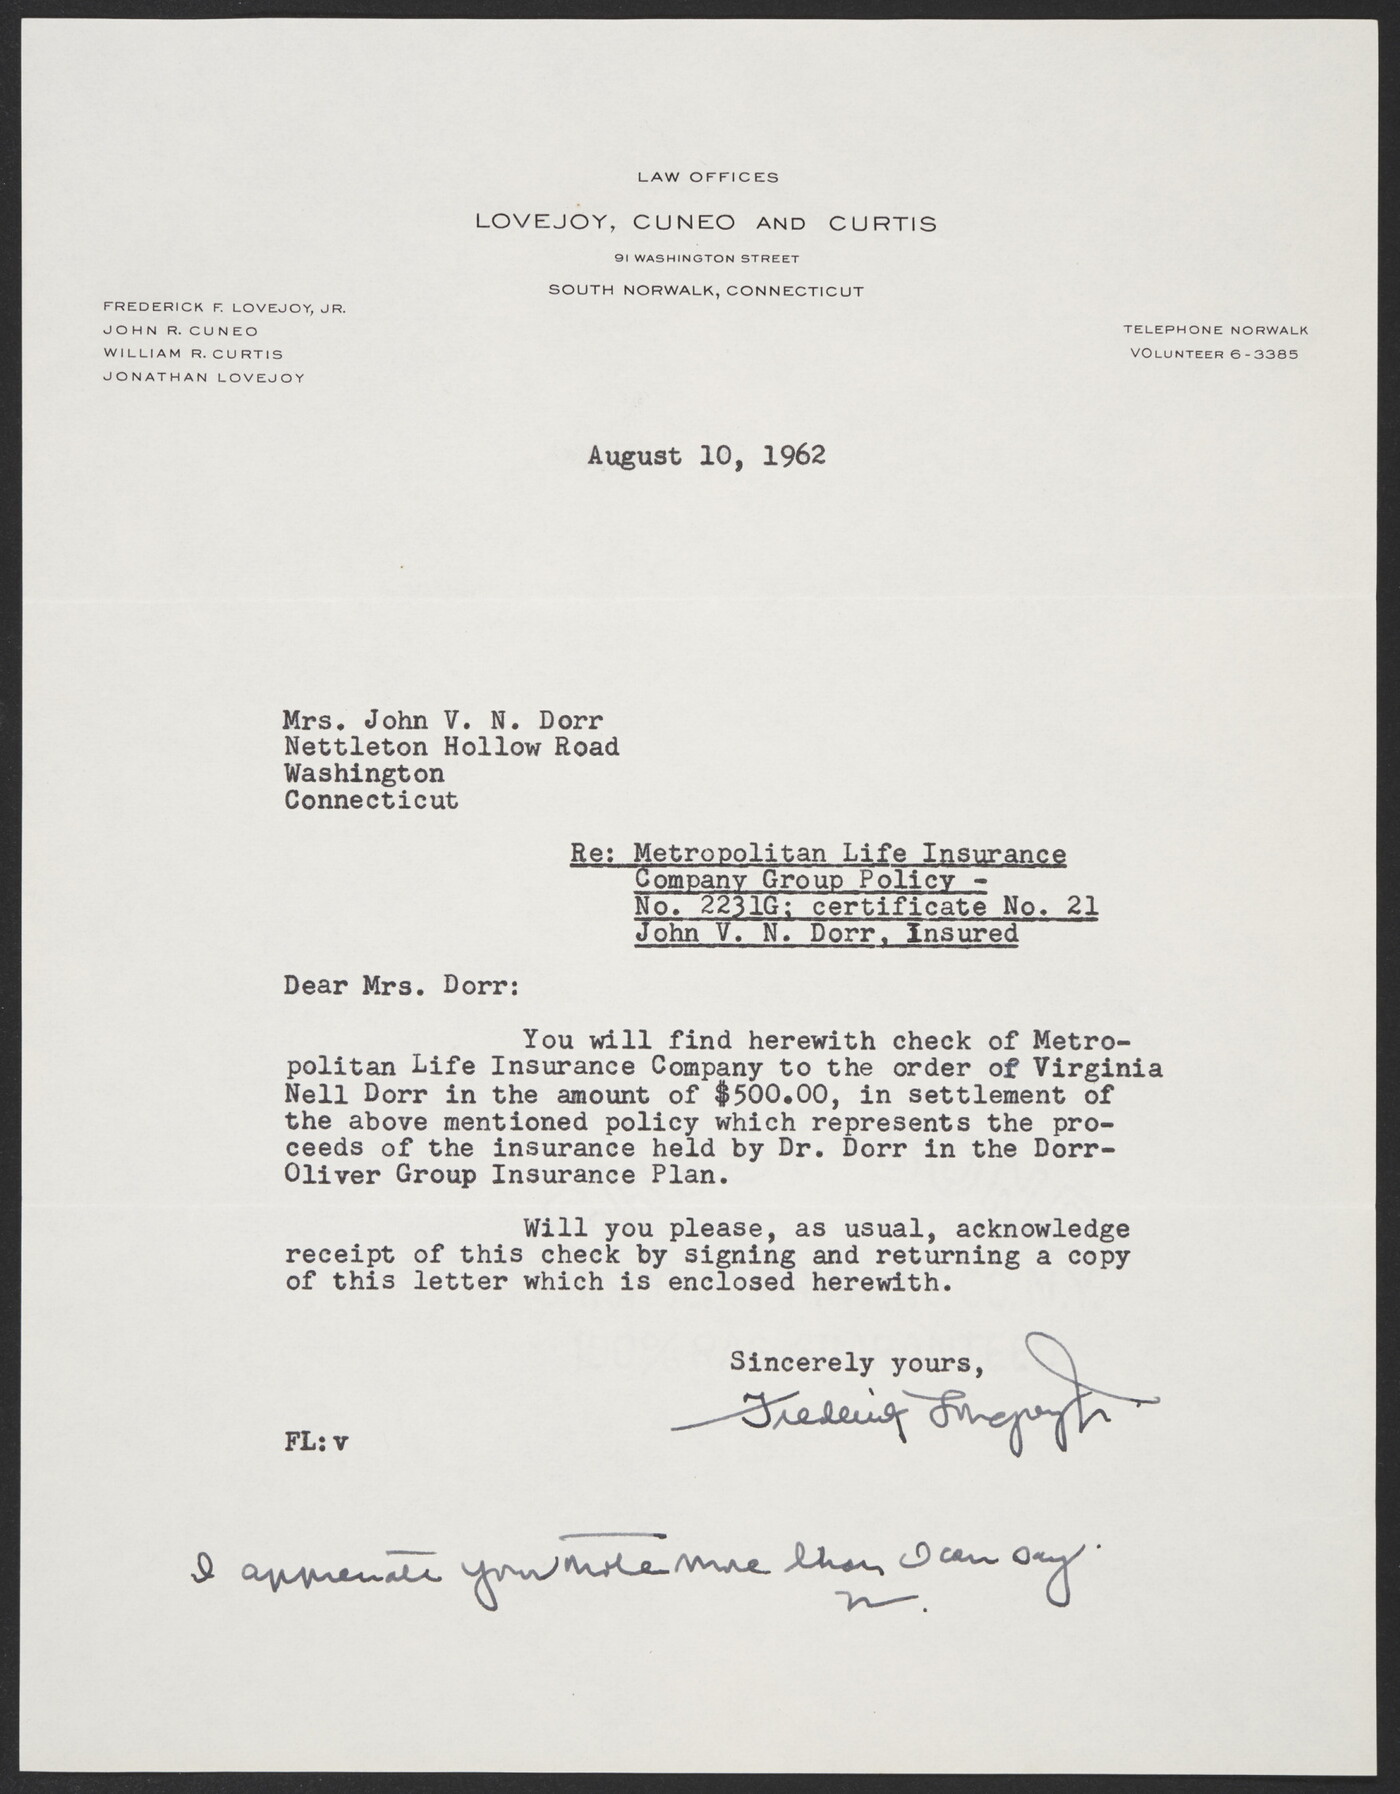 LAW OFFICES
LOVEJOY, CUNEO AND CURTIS
91 WASHINGTON STREET
SOUTH NORWALK, CONNECTICUT
FREDERICK F. LOVEJOY, JR.
JOHN R. CUNEO
WILLIAM R. CURTIS
JONATHAN LOVEJOY
TELEPHONE NORWALK
VOLUNTEER 6-3385
August 10, 1962
Mrs. John V. N. Dorr
Nettleton Hollow Road
Washington
Connecticut
Re: Metropolitan Life Insurance
Company Group Policy -
No. 2231G; certificate No. 21
John V. N. Dorr, Insured
Dear Mrs. Dorr:
You will find herewith check of Metro-
politan Life Insurance Company to the order of Virginia
Nell Dorr in the amount of $500.00, in settlement of
the above mentioned policy which represents the pro-
ceeds of the insurance held by Dr. Dorr in the Dorr-
Oliver Group Insurance Plan.
Will you please, as usual, acknowledge
receipt of this check by signing and returning a copy
of this letter which is enclosed herewith.
Sincerely yours,
Frederick Lovejoy Jr
FL:v
I appreciate your note more than I can say.